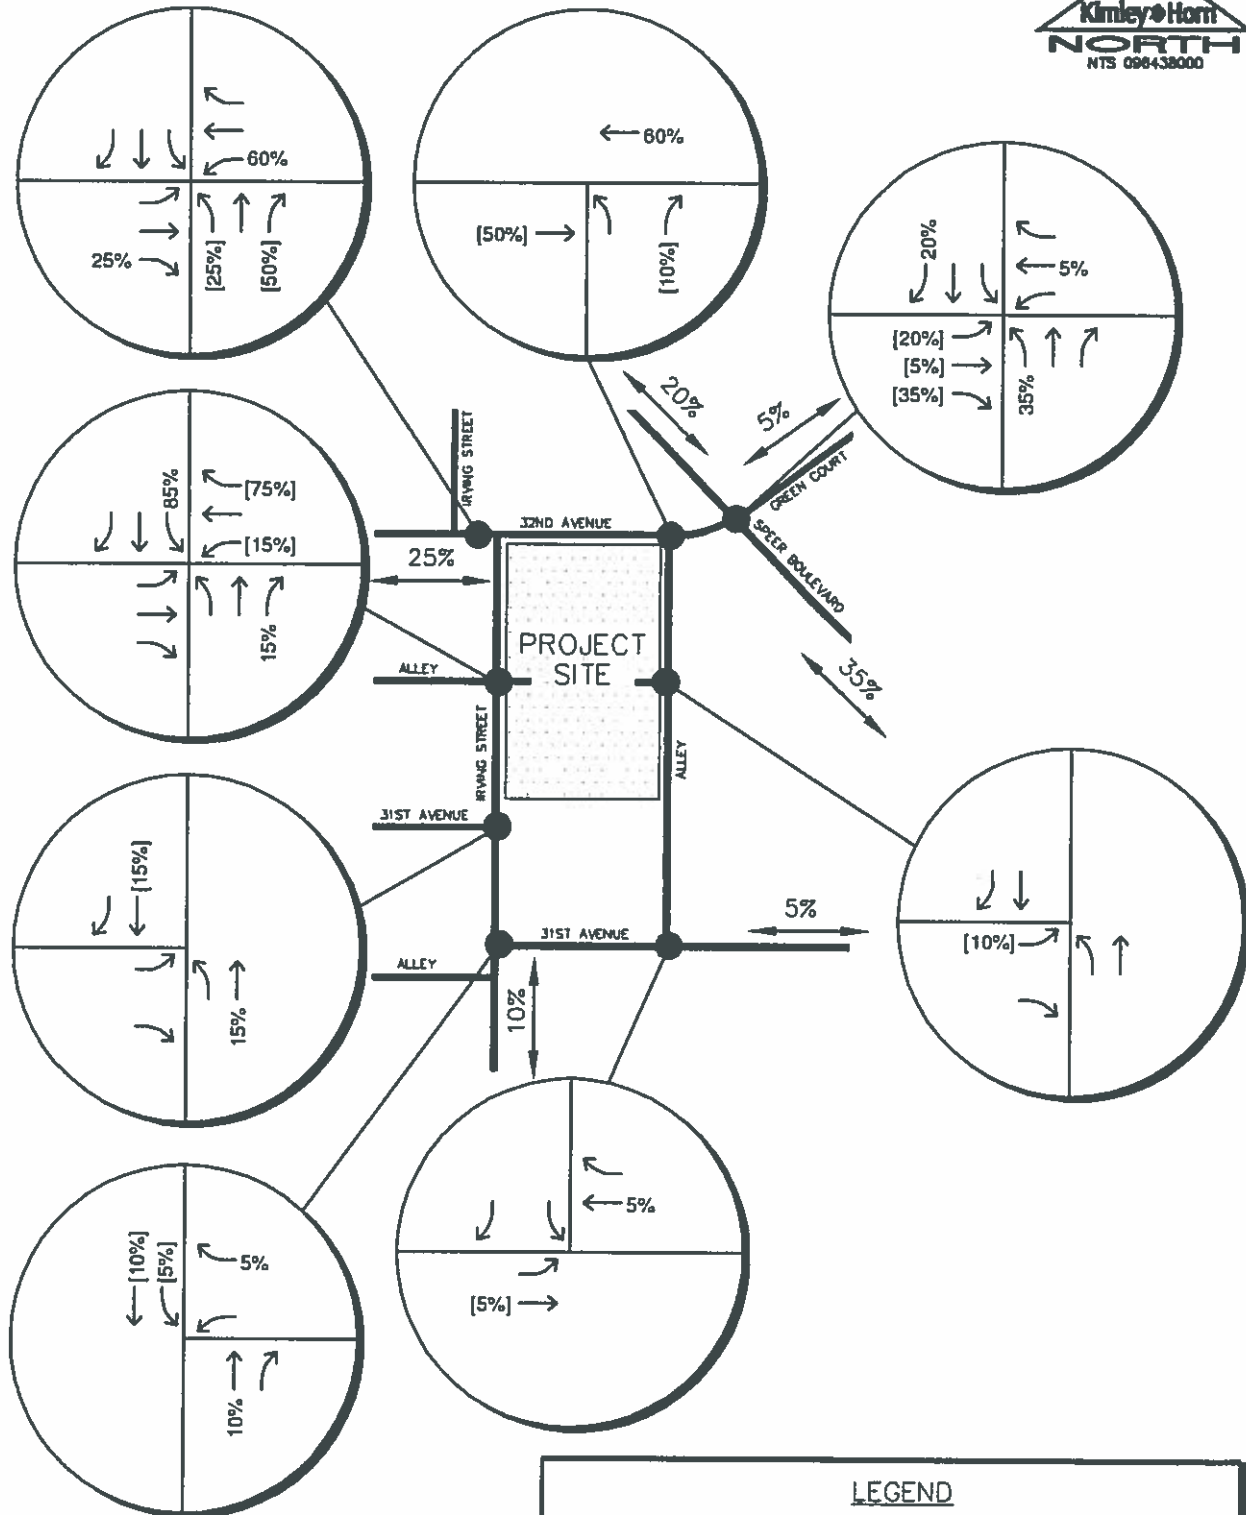 Kimley»Horn
NORTH
NTS 096438000
60%
25%
[25%]
[50%]
60%
[50%]
[10%]
20%
5%
[20%]
[5%]
[35%]
35%
20%
5%
IRVING STREET
32ND AVENUE
GREEN COURT
SPEER BOULEVARD
25%
85%
[75%]
[15%]
15%
PROJECT
SITE
35%
ALLEY
IRVING STREET
ALLEY
31ST AVENUE
[15%]
15%
[10%]
5%
31ST AVENUE
ALLEY
10%
[10%]
[5%]
5%
10%
5%
[5%]
LEGEND